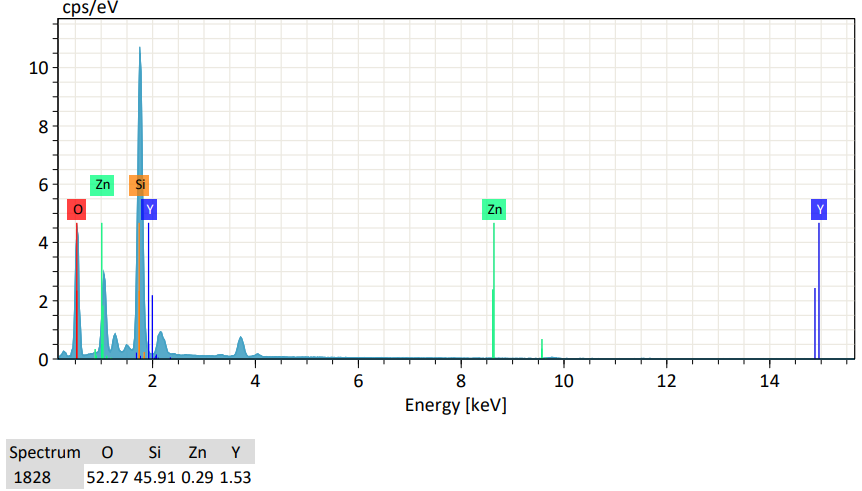 cps/eV
10
8
6
4
2
0
Zn Si
O Y Zn Y
2 4 6 8 10 12 14
Energy [keV]
Spectrum O Si Zn Y
1828 52.27 45.91 0.29 1.53